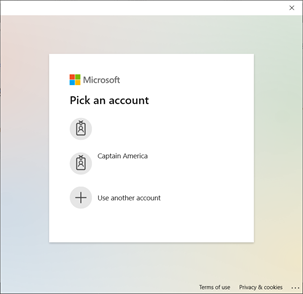 Microsoft
Pick an account
Captain America
Use another account
Terms of use Privacy & cookies ...